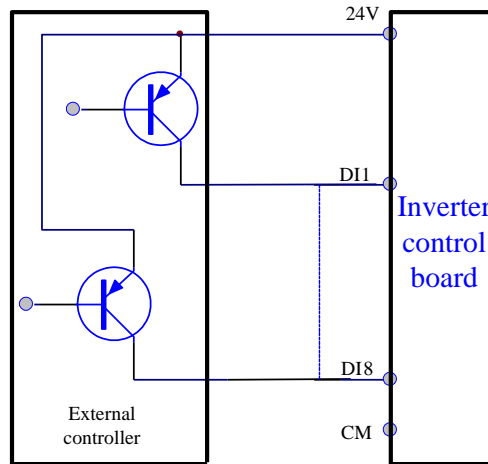 24V
DI1
Inverter
control
board
DI8
External
controller
CM